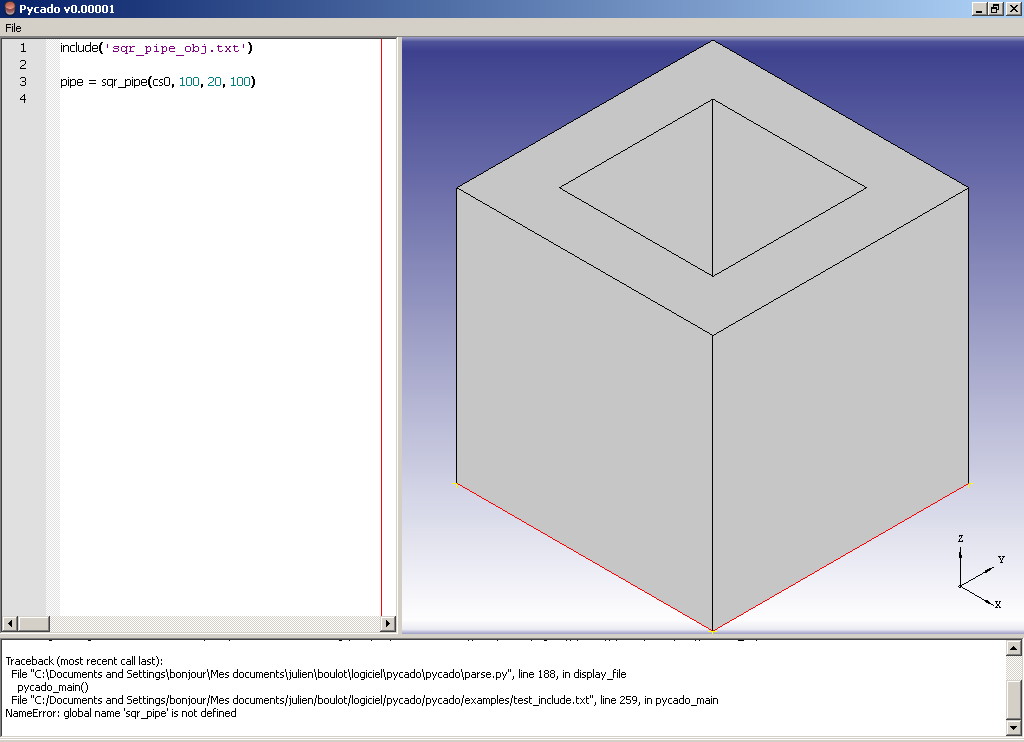 Pycado v0.00001
File
1 include('sqr_pipe_obj.txt')
2
3 pipe = sqr_pipe(cs0, 100, 20, 100)
4
Z
Y
X
Traceback (most recent call last):
File "C:\Documents and Settings\bonjour\Mes documents\julien\boulot\logiciel\pycado\pycado\parse.py", line 188, in display_file
pycado_main()
File "C:/Documents and Settings/bonjour/Mes documents/julien/boulot/logiciel/pycado/pycado/examples/test_include.txt", line 259, in pycado_main
NameError: global name 'sqr_pipe' is not defined